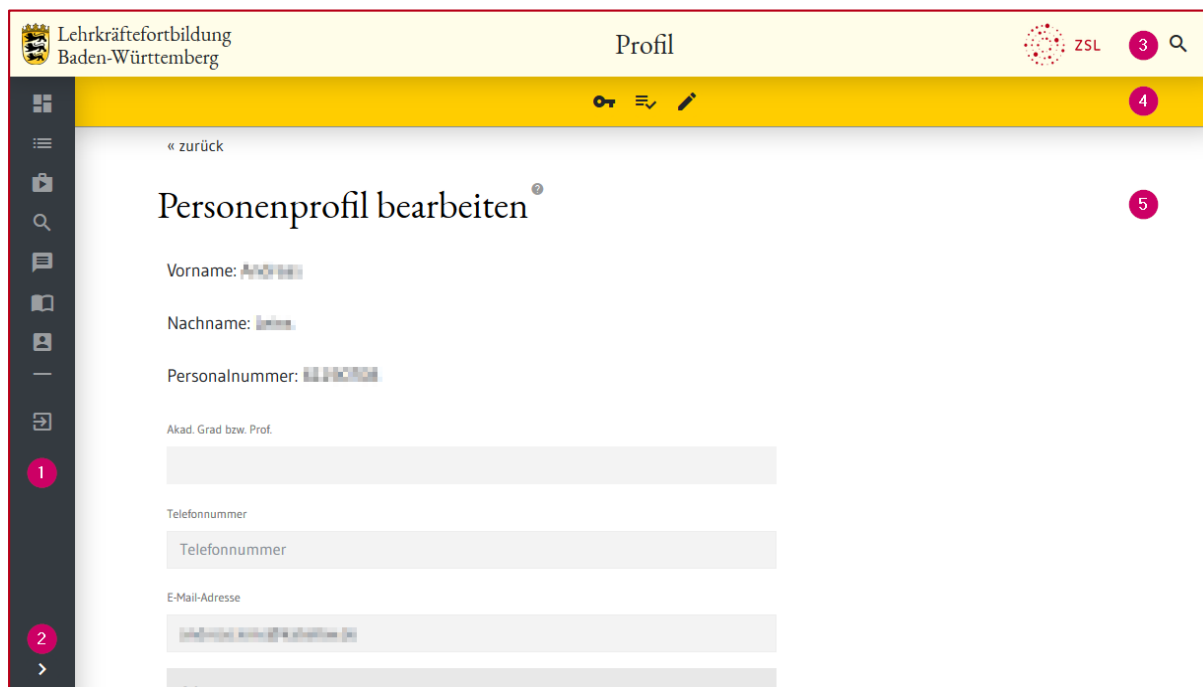 Lehrkräftefortbildung
Baden-Württemberg
Profil
ZSL
3
4
« zurück
Personenprofil bearbeiten ?
5
Vorname:
Nachname:
Personalnummer:
Akad. Grad bzw. Prof.
1
Telefonnummer
Telefonnummer
E-Mail-Adresse
2